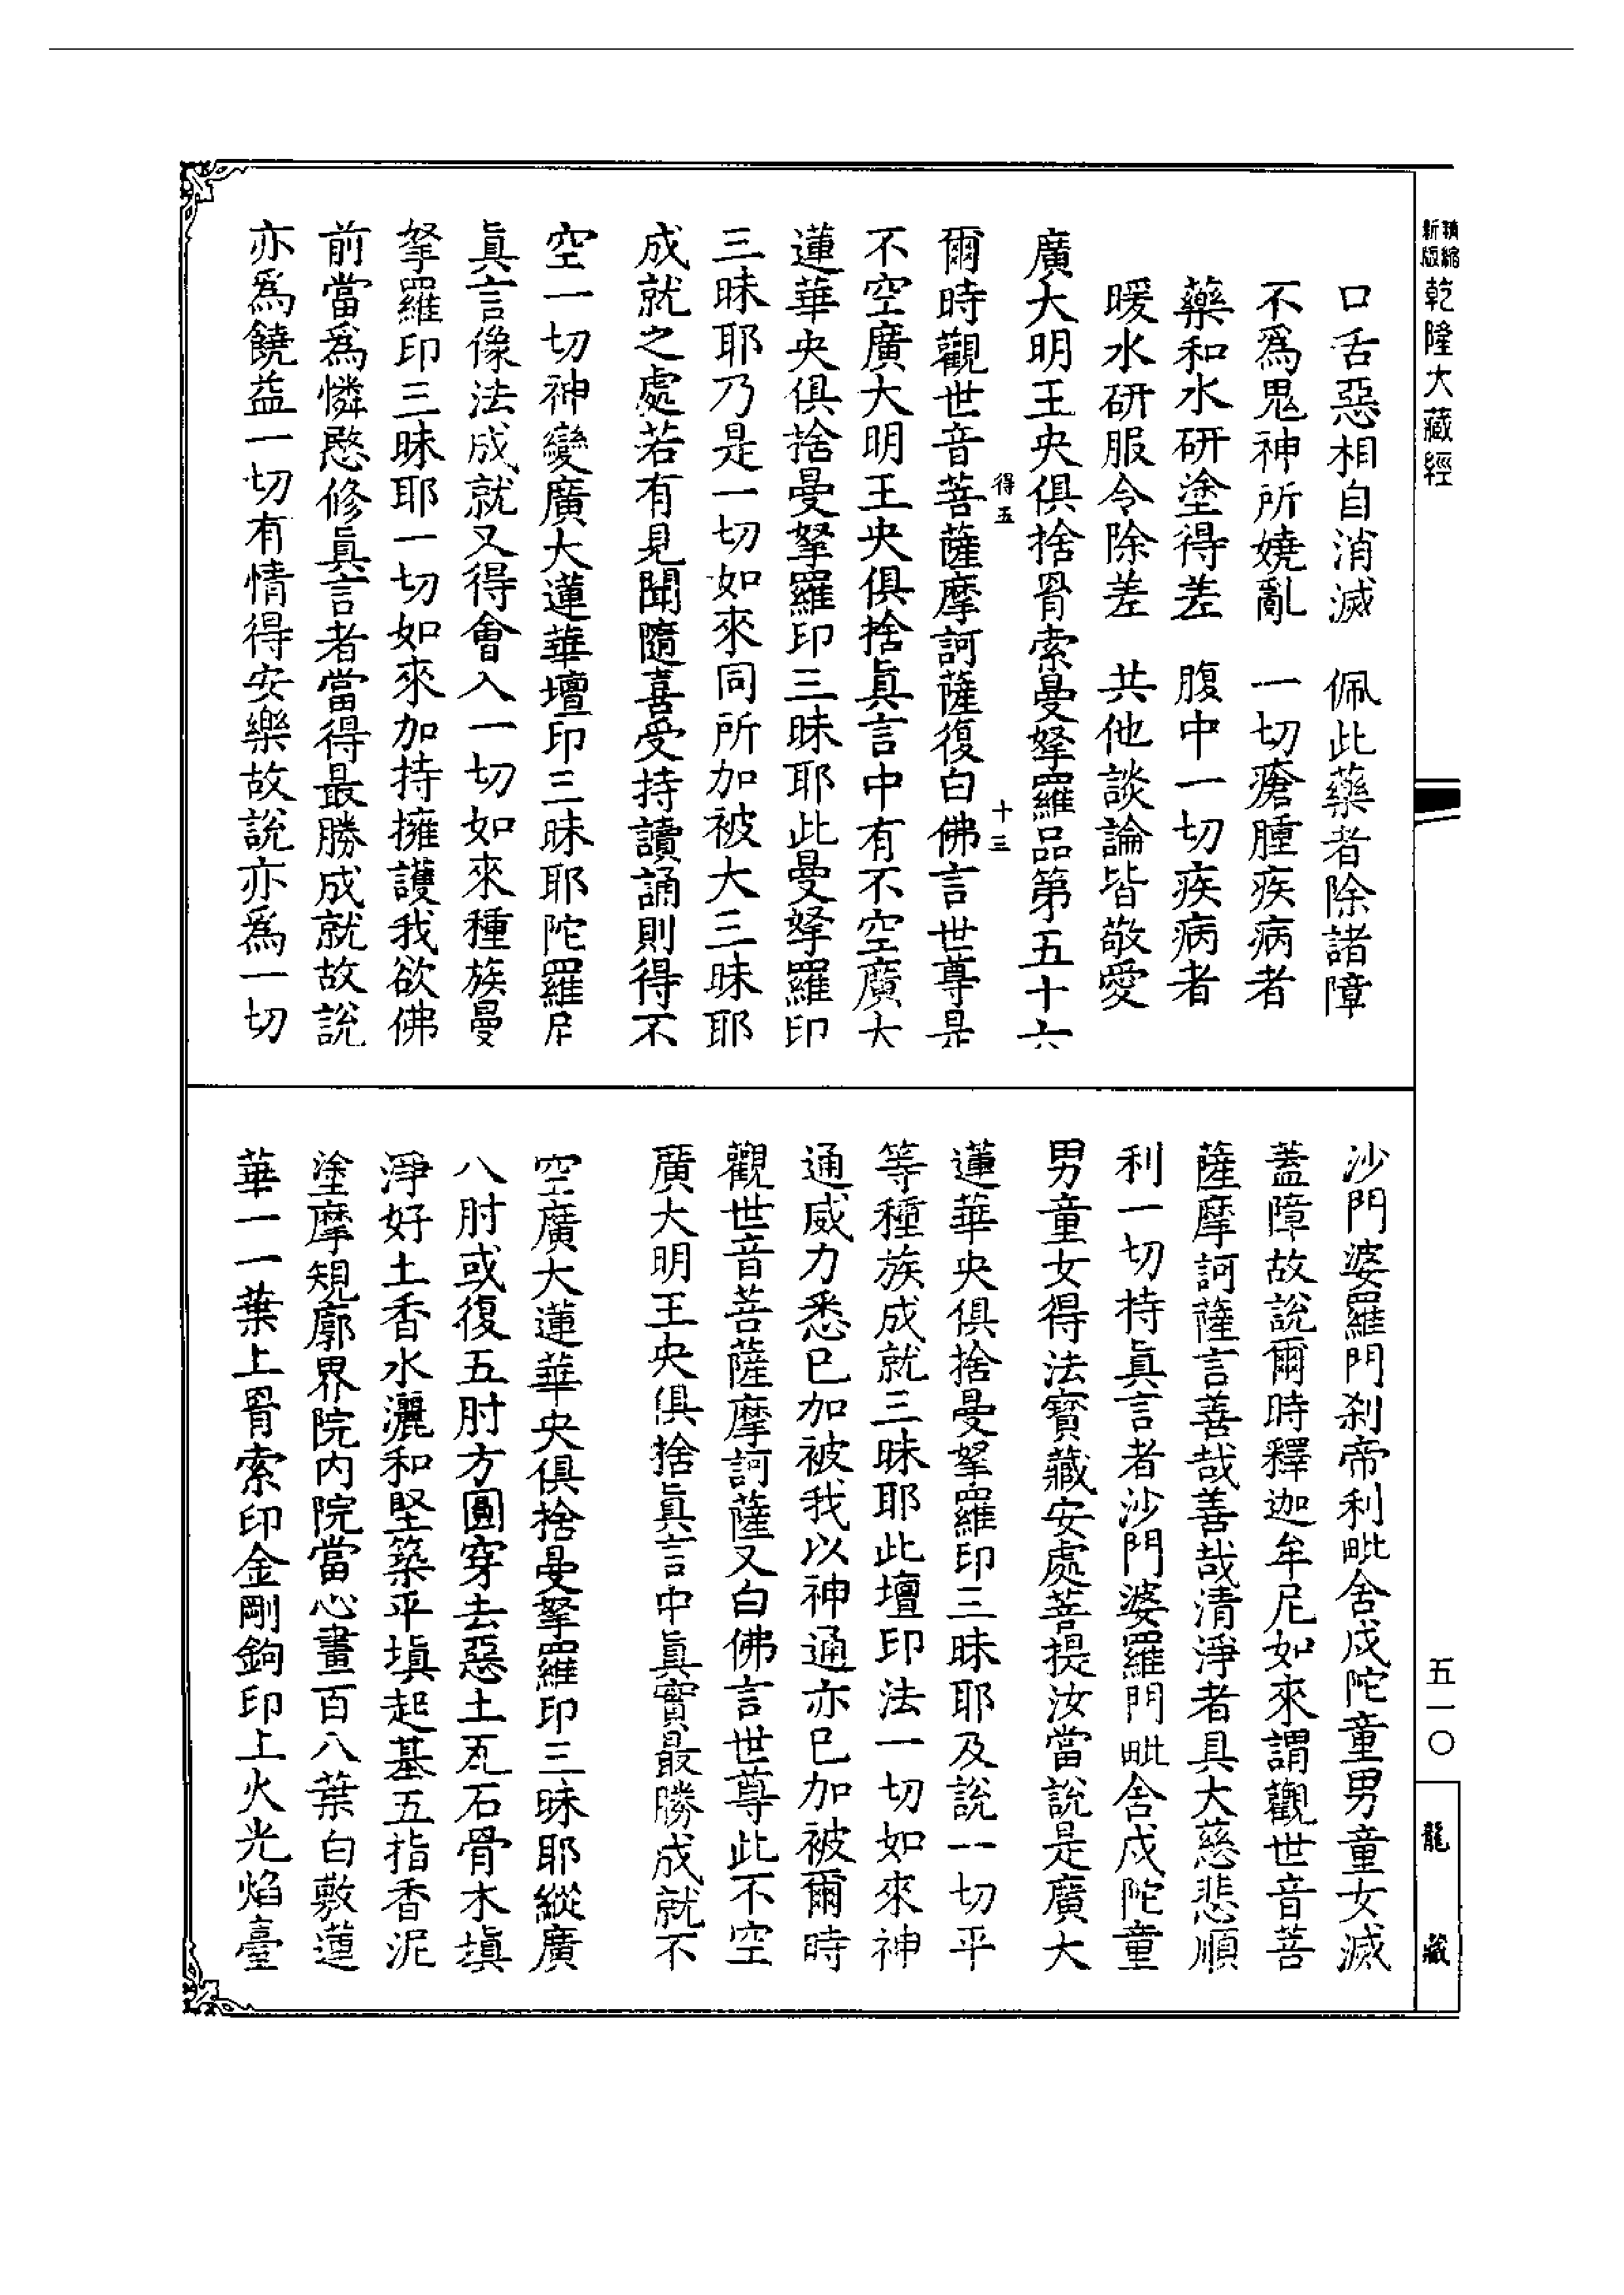 精縮
新版
乾隆大藏經
口舌惡相自消滅　佩此藥者除諸障
不爲鬼神所嬈亂　一切瘡腫疾病者
藥和水研塗得差　腹中一切疾病者
暖水研服令除差　共他談論皆敬愛
廣大明王央俱捨罥索曼拏羅品第五十六
得五　十三
爾時觀世音菩薩摩訶薩復白佛言世尊是
不空廣大明王央俱捨眞言中有不空廣大
蓮華央俱捨曼拏羅印三昧耶此曼拏羅印
三昧耶乃是一切如來同所加被大三昧耶
成就之處若有見聞隨喜受持讀誦則得不
空一切神變廣大蓮華壇印三昧耶陀羅尼
眞言像法成就又得會入一切如來種族曼
拏羅印三昧耶一切如來加持擁護我欲佛
前當爲憐愍修眞言者當得最勝成就故說
亦爲饒益一切有情得安樂故說亦爲一切
沙門婆羅門刹帝利毗舍戍陀童男童女滅
蓋障故說爾時釋迦牟尼如來謂觀世音菩
薩摩訶薩言善哉善哉清淨者具大慈悲順
利一切持眞言者沙門婆羅門毗舍戍陀童
男童女得法寶藏安處菩提汝當說是廣大
蓮華央俱捨曼拏羅印三昧耶及說一切平
等種族成就三昧耶此壇印法一切如來神
通威力悉已加被我以神通亦已加被爾時
觀世音菩薩摩訶薩又白佛言世尊此不空
廣大明王央俱捨眞言中眞實最勝成就不
空廣大蓮華央俱捨曼拏羅印三昧耶縱廣
八肘或復五肘方圓穿去惡土瓦石骨木塡
淨好土香水灑和堅築平塡起基五指香泥
塗摩規廓界院內院當心畫百八葉白敷蓮
華一一葉上罥索印金剛鉤印上火光焰臺
五一〇
龍藏